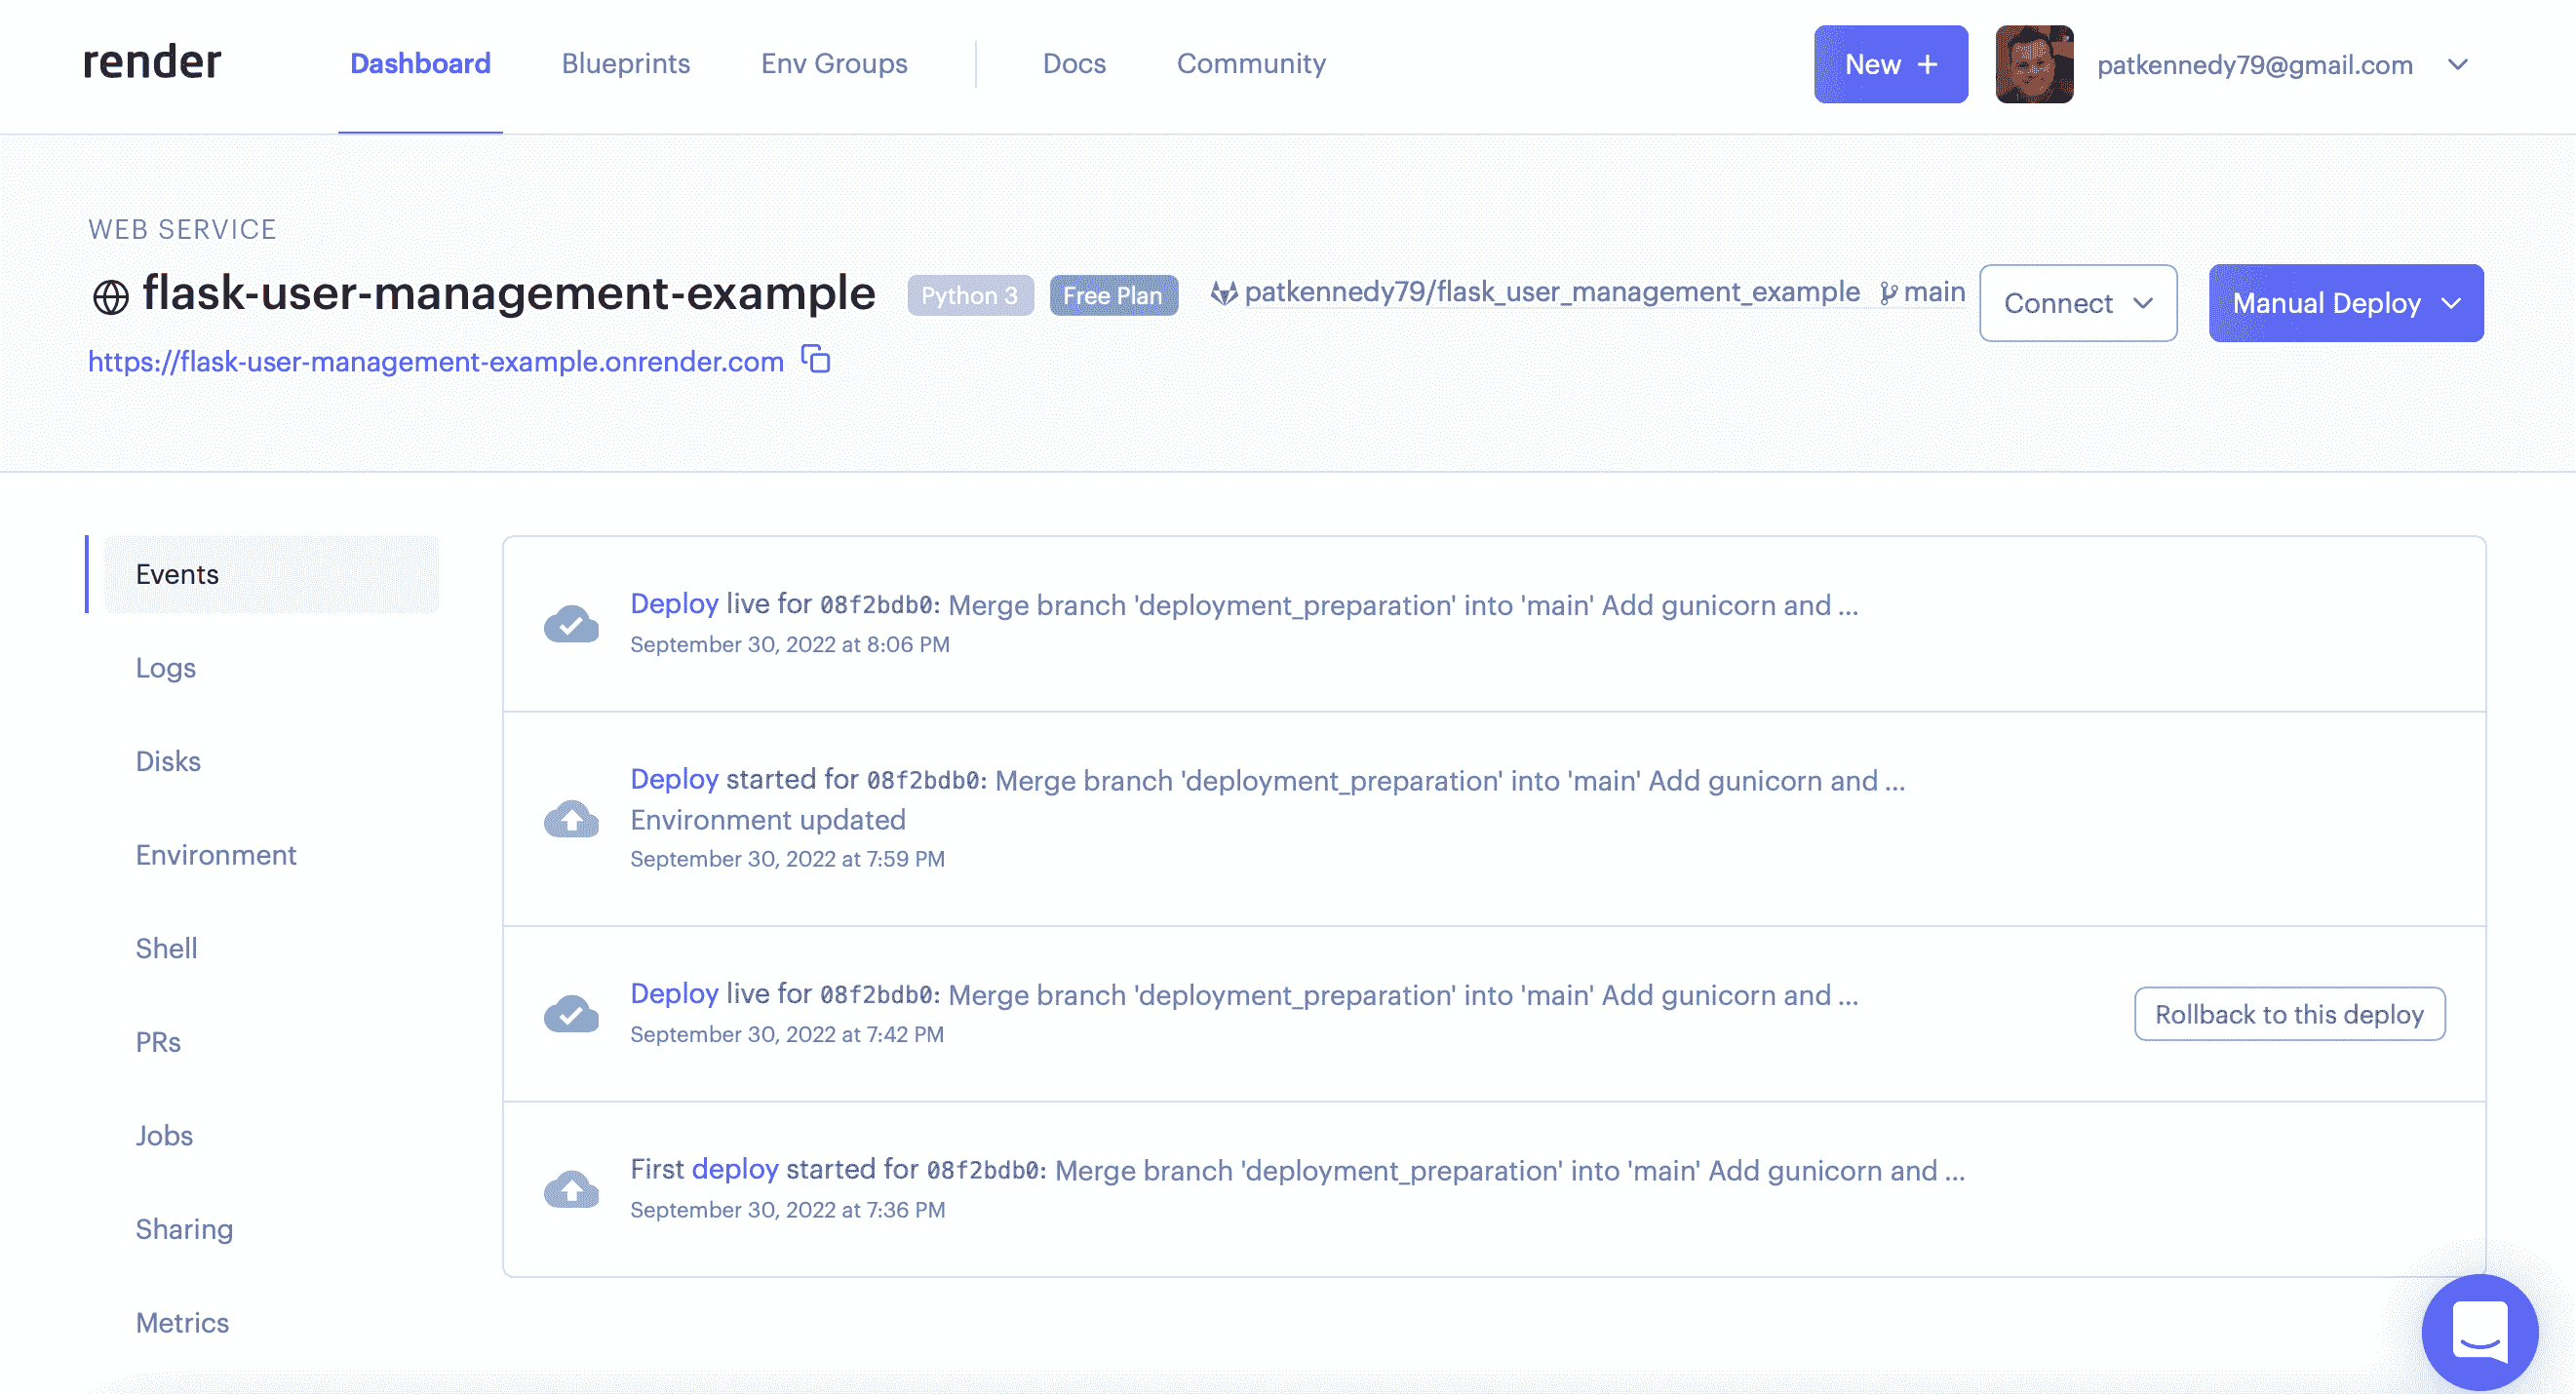 render
Dashboard
Blueprints
Env Groups
Docs
Community
New +
patkennedy79@gmail.com
WEB SERVICE
flask-user-management-example
Python 3
Free Plan
patkennedy79/flask_user_management_example
main
Connect
Manual Deploy
https://flask-user-management-example.onrender.com
Events
Logs
Disks
Environment
Shell
PRs
Jobs
Sharing
Metrics
Deploy live for 08f2bdb0: Merge branch 'deployment_preparation' into 'main' Add gunicorn and ...
September 30, 2022 at 8:06 PM
Deploy started for 08f2bdb0: Merge branch 'deployment_preparation' into 'main' Add gunicorn and ...
Environment updated
September 30, 2022 at 7:59 PM
Deploy live for 08f2bdb0: Merge branch 'deployment_preparation' into 'main' Add gunicorn and ...
September 30, 2022 at 7:42 PM
Rollback to this deploy
First deploy started for 08f2bdb0: Merge branch 'deployment_preparation' into 'main' Add gunicorn and ...
September 30, 2022 at 7:36 PM